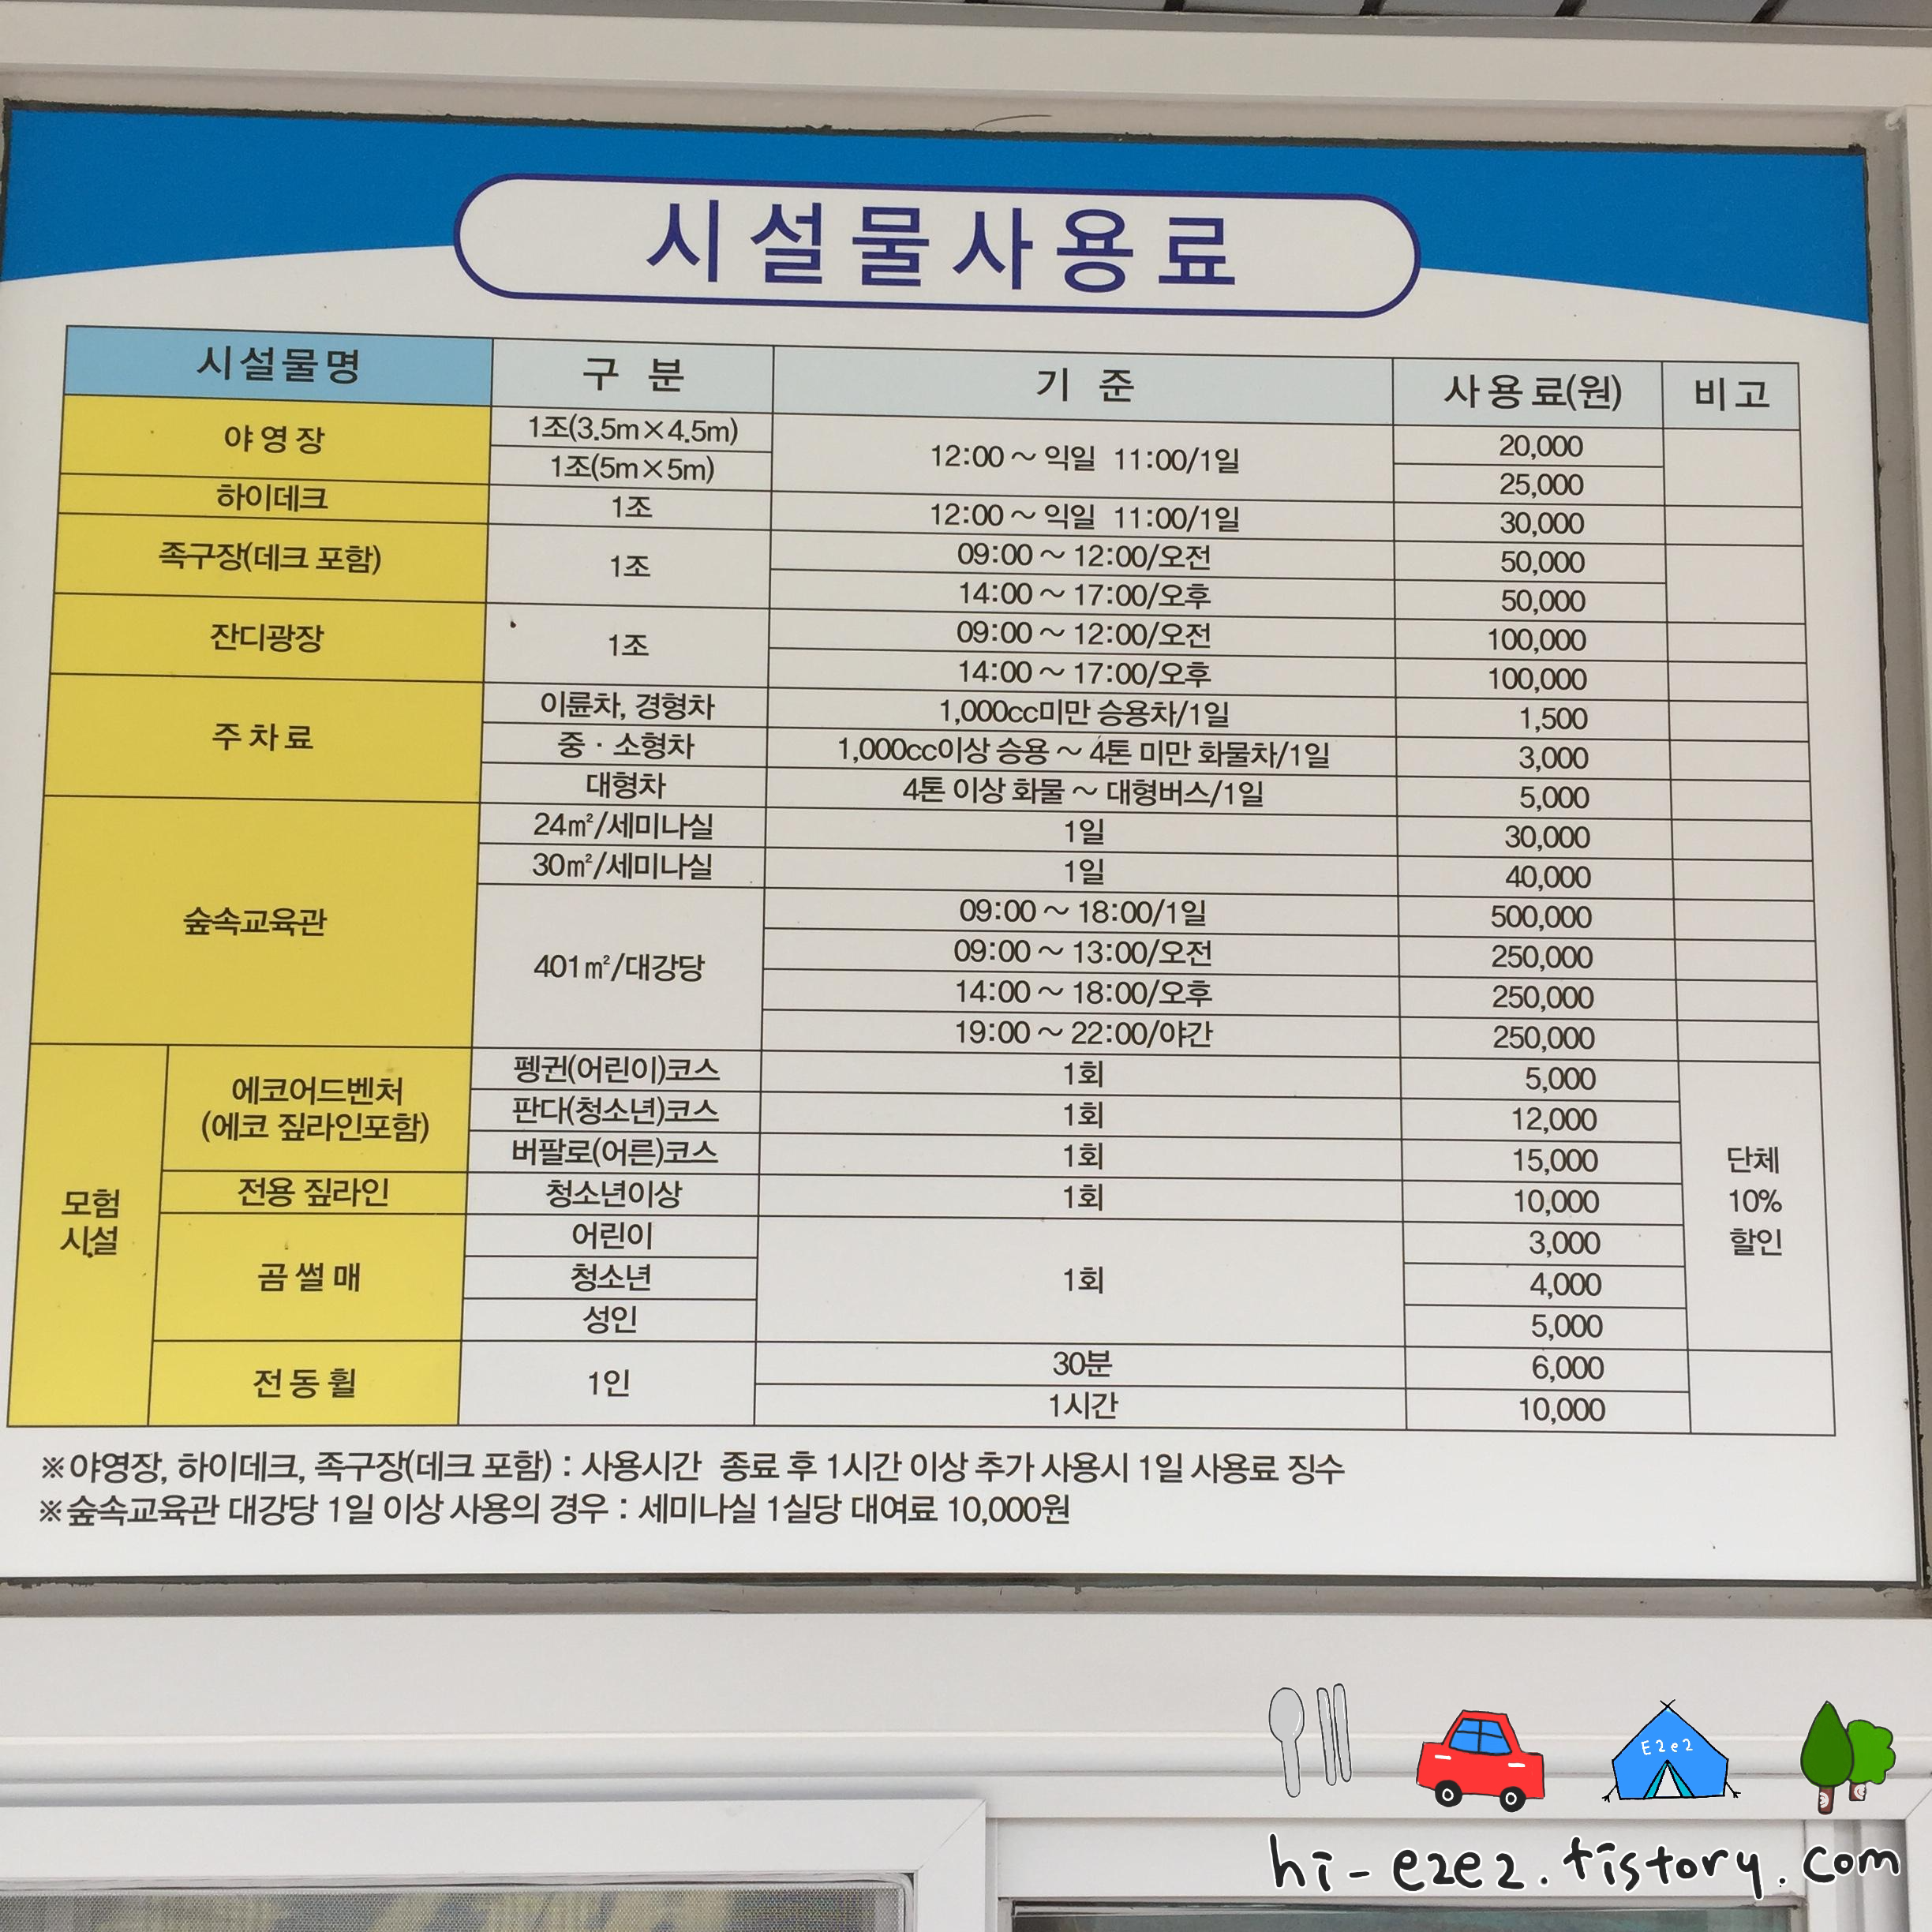 시설물사용료
시설물명 구 분 기 준 사용료(원) 비고
야영장 1조(3.5m×4.5m) 12:00 ~ 익일 11:00/1일 20,000
1조(5m×5m) 25,000
하이데크 1조 12:00 ~ 익일 11:00/1일 30,000
족구장(데크 포함) 1조 09:00 ~ 12:00/오전 50,000
14:00 ~ 17:00/오후 50,000
잔디광장 1조 09:00 ~ 12:00/오전 100,000
14:00 ~ 17:00/오후 100,000
주차료 이륜차, 경형차 1,000cc미만 승용차/1일 1,500
중 · 소형차 1,000cc이상 승용 ~ 4톤 미만 화물차/1일 3,000
대형차 4톤 이상 화물 ~ 대형버스/1일 5,000
숲속교육관 24㎡/세미나실 1일 30,000
30㎡/세미나실 1일 40,000
401㎡/대강당 09:00 ~ 18:00/1일 500,000
09:00 ~ 13:00/오전 250,000
14:00 ~ 18:00/오후 250,000
19:00 ~ 22:00/야간 250,000
모험
시설
에코어드벤처
(에코 짚라인포함)
펭귄(어린이)코스 1회 5,000
판다(청소년)코스 1회 12,000
버팔로(어른)코스 1회 15,000
전용 짚라인 청소년이상 1회 10,000
곰썰매 어린이 1회 3,000
청소년 4,000
성인 5,000
단체
10%
할인
전동휠 1인 30분 6,000
1시간 10,000
※야영장, 하이데크, 족구장(데크 포함) : 사용시간 종료 후 1시간 이상 추가 사용시 1일 사용료 징수
※숲속교육관 대강당 1일 이상 사용의 경우 : 세미나실 1실당 대여료 10,000원
E2e2
hi-e2e2.tistory.com